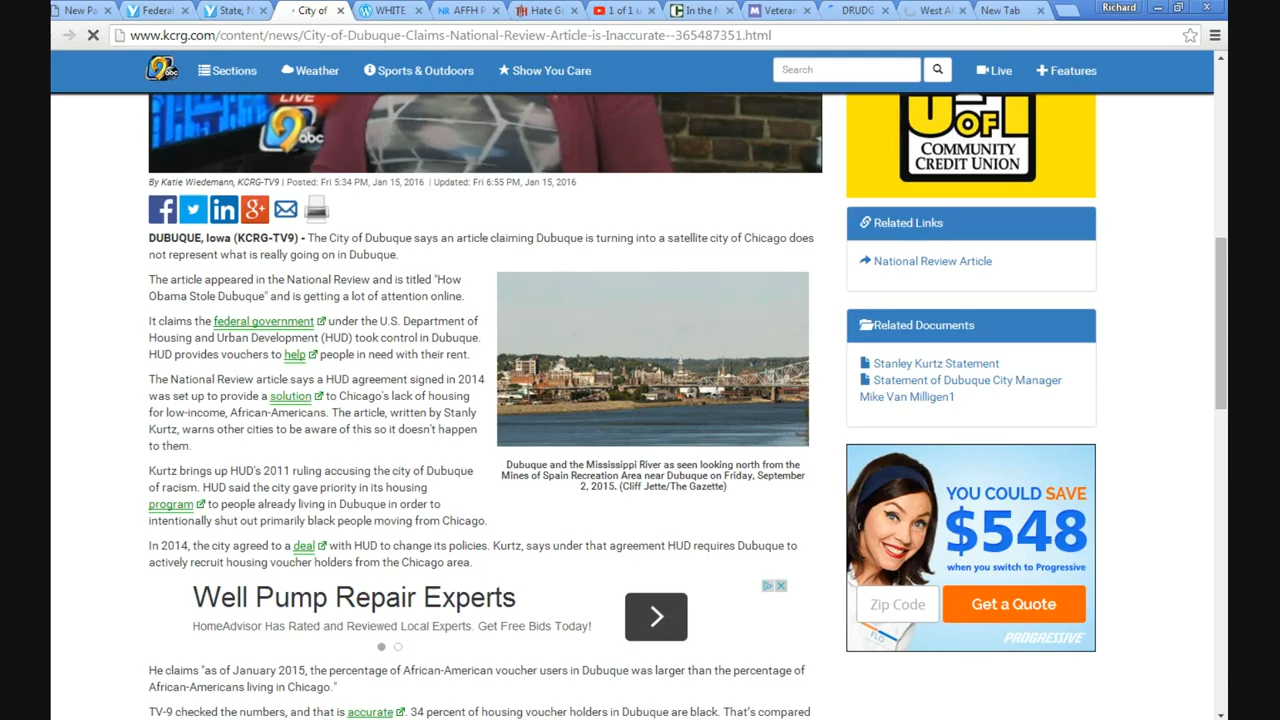 New Pa
Federal
State, N
City of
WHITE
AFFH P
Hate G
1 of 1 u
In the
Veteran
DRUDG
West Al
New Tab
Richard
www.kcrg.com/content/news/City-of-Dubuque-Claims-National-Review-Article-is-Inaccurate--365487351.html
9 abc
Sections
Weather
Sports & Outdoors
Show You Care
Search
Live
Features
LIVE
9 abc
By Katie Wiedemann, KCRG-TV9 | Posted: Fri 5:34 PM, Jan 15, 2016 | Updated: Fri 6:55 PM, Jan 15, 2016
DUBUQUE, Iowa (KCRG-TV9) - The City of Dubuque says an article claiming Dubuque is turning into a satellite city of Chicago does
not represent what is really going on in Dubuque.
The article appeared in the National Review and is titled "How
Obama Stole Dubuque" and is getting a lot of attention online.
It claims the federal government under the U.S. Department of
Housing and Urban Development (HUD) took control in Dubuque.
HUD provides vouchers to help people in need with their rent.
The National Review article says a HUD agreement signed in 2014
was set up to provide a solution to Chicago's lack of housing
for low-income, African-Americans. The article, written by Stanly
Kurtz, warns other cities to be aware of this so it doesn't happen
to them.
Kurtz brings up HUD's 2011 ruling accusing the city of Dubuque
of racism. HUD said the city gave priority in its housing
program to people already living in Dubuque in order to
intentionally shut out primarily black people moving from Chicago.
Dubuque and the Mississippi River as seen looking north from the
Mines of Spain Recreation Area near Dubuque on Friday, September
2, 2015. (Cliff Jette/The Gazette)
In 2014, the city agreed to a deal with HUD to change its policies. Kurtz, says under that agreement HUD requires Dubuque to
actively recruit housing voucher holders from the Chicago area.
Well Pump Repair Experts
HomeAdvisor Has Rated and Reviewed Local Experts. Get Free Bids Today!
He claims "as of January 2015, the percentage of African-American voucher users in Dubuque was larger than the percentage of
African-Americans living in Chicago."
TV-9 checked the numbers, and that is accurate. 34 percent of housing voucher holders in Dubuque are black. That's compared
U OF I
COMMUNITY
CREDIT UNION
Related Links
National Review Article
Related Documents
Stanley Kurtz Statement
Statement of Dubuque City Manager
Mike Van Milligen1
YOU COULD SAVE
$548
when you switch to Progressive
Zip Code
Get a Quote
FLO
PROGRESSIVE